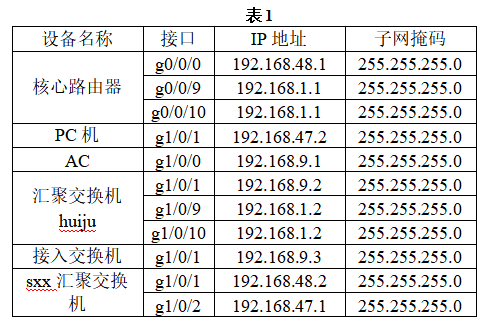 表1
设备名称 接口 IP 地址 子网掩码
核心路由器 g0/0/0 192.168.48.1 255.255.255.0
g0/0/9 192.168.1.1 255.255.255.0
g0/0/10 192.168.1.1 255.255.255.0
PC 机 g1/0/1 192.168.47.2 255.255.255.0
AC g1/0/0 192.168.9.1 255.255.255.0
汇聚交换机 huiju g1/0/1 192.168.9.2 255.255.255.0
g1/0/9 192.168.1.2 255.255.255.0
g1/0/10 192.168.1.2 255.255.255.0
接入交换机 g1/0/1 192.168.9.3 255.255.255.0
sxx 汇聚交换机 g1/0/1 192.168.48.2 255.255.255.0
g1/0/2 192.168.47.1 255.255.255.0